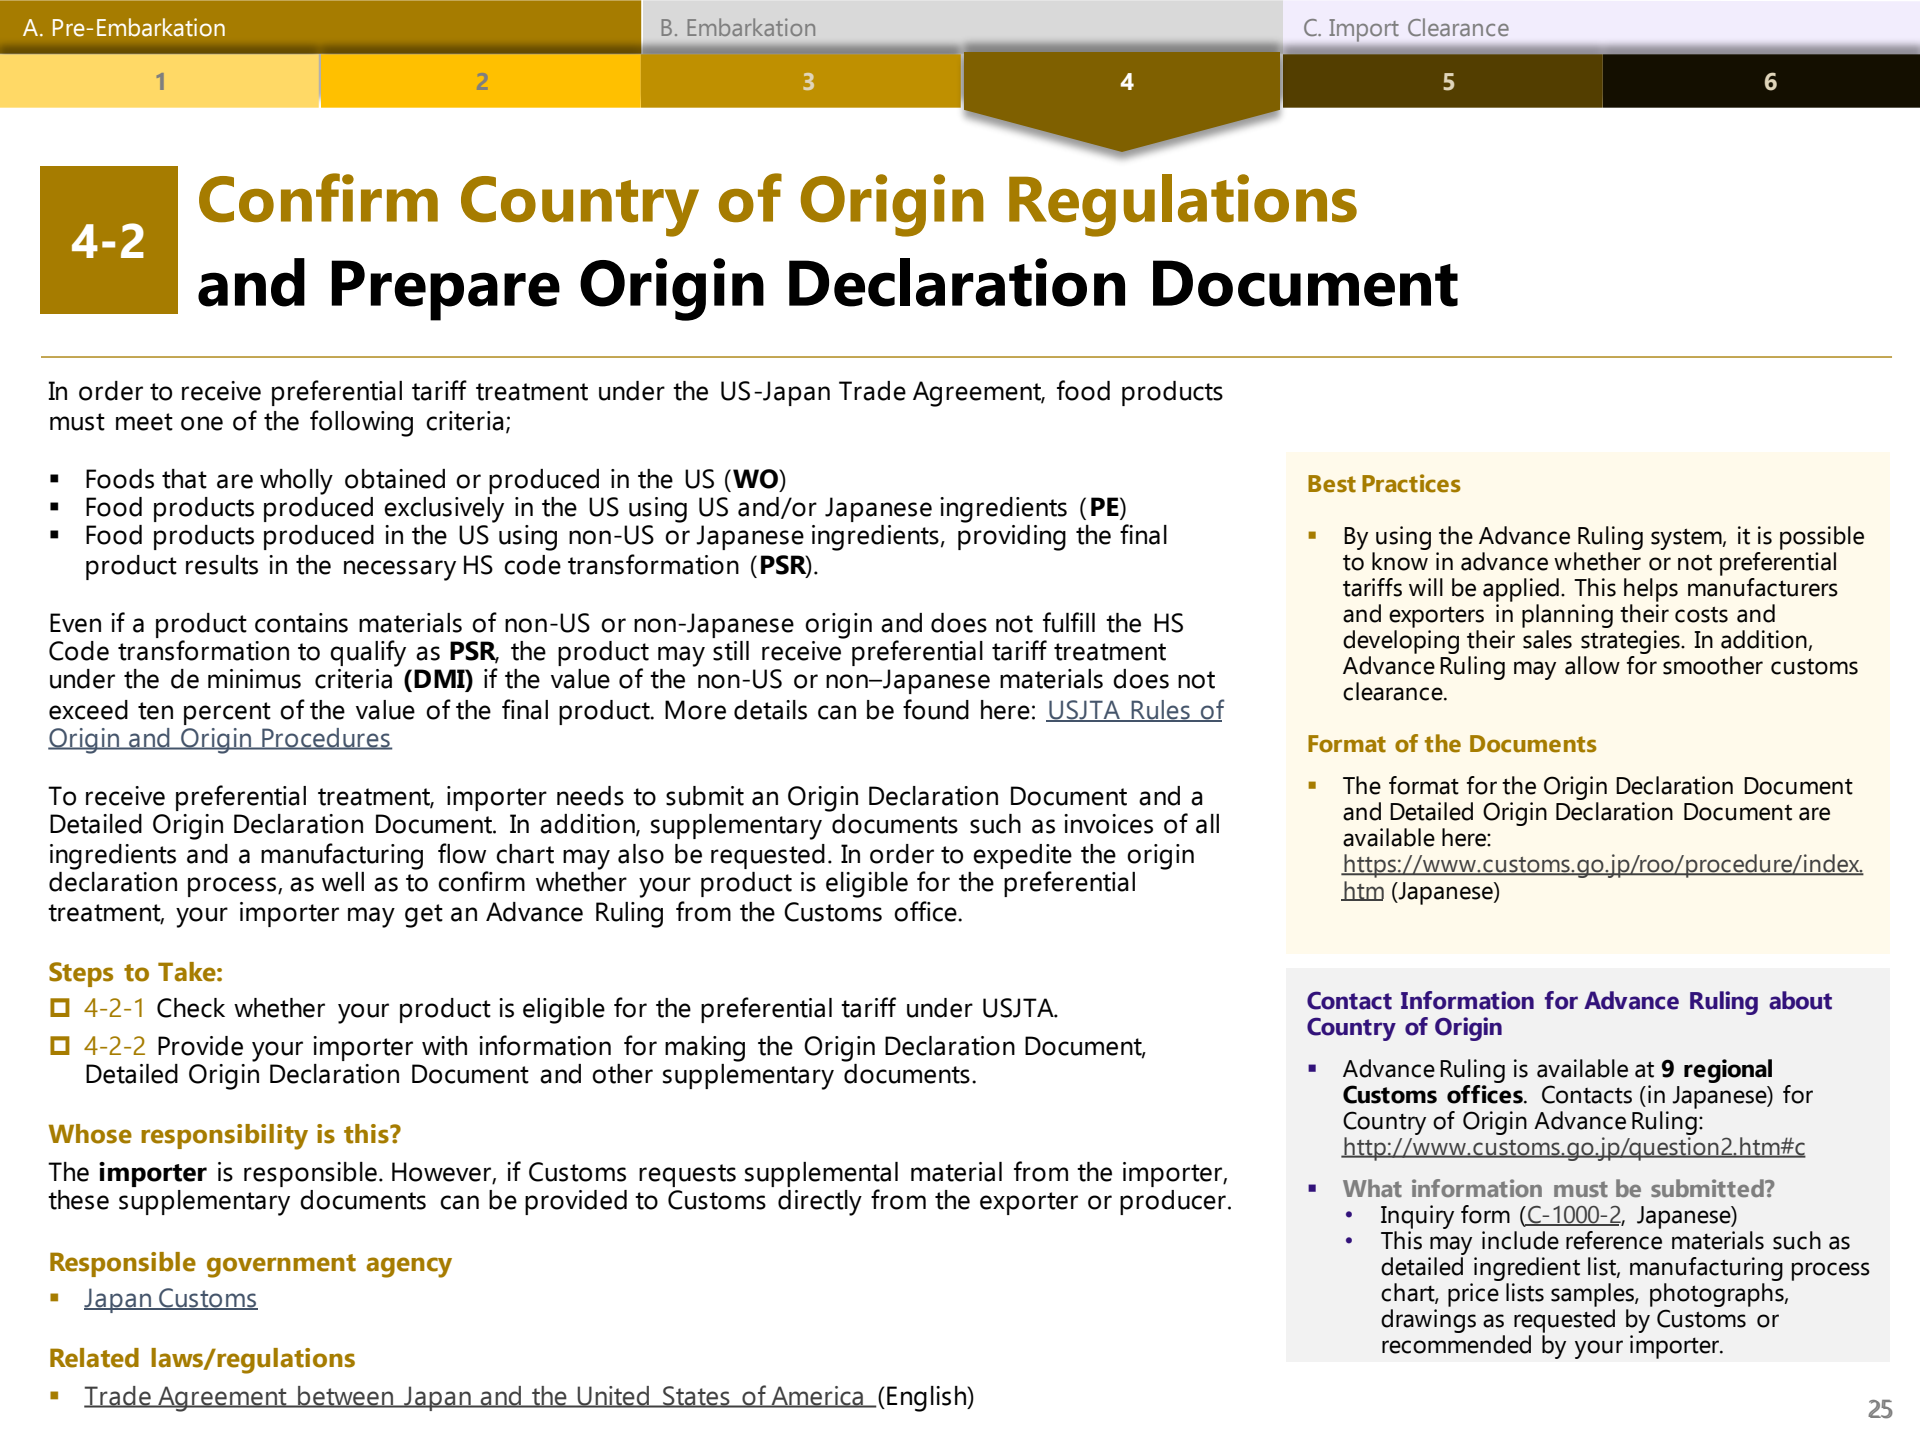 A. Pre-Embarkation
B. Embarkation
C. Import Clearance
1
2
3
4
5
6
4-2
Confirm Country of Origin Regulations
and Prepare Origin Declaration Document
In order to receive preferential tariff treatment under the US-Japan Trade Agreement, food products
must meet one of the following criteria;
▪ Foods that are wholly obtained or produced in the US (WO)
▪ Food products produced exclusively in the US using US and/or Japanese ingredients (PE)
▪ Food products produced in the US using non-US or Japanese ingredients, providing the final
product results in the necessary HS code transformation (PSR).
Even if a product contains materials of non-US or non-Japanese origin and does not fulfill the HS
Code transformation to qualify as PSR, the product may still receive preferential tariff treatment
under the de minimus criteria (DMI) if the value of the non-US or non–Japanese materials does not
exceed ten percent of the value of the final product. More details can be found here: USJTA Rules of
Origin and Origin Procedures
To receive preferential treatment, importer needs to submit an Origin Declaration Document and a
Detailed Origin Declaration Document. In addition, supplementary documents such as invoices of all
ingredients and a manufacturing flow chart may also be requested. In order to expedite the origin
declaration process, as well as to confirm whether your product is eligible for the preferential
treatment, your importer may get an Advance Ruling from the Customs office.
Steps to Take:
4-2-1 Check whether your product is eligible for the preferential tariff under USJTA.
4-2-2 Provide your importer with information for making the Origin Declaration Document,
Detailed Origin Declaration Document and other supplementary documents.
Whose responsibility is this?
The importer is responsible. However, if Customs requests supplemental material from the importer,
these supplementary documents can be provided to Customs directly from the exporter or producer.
Responsible government agency
▪ Japan Customs
Related laws/regulations
▪ Trade Agreement between Japan and the United States of America (English)
Best Practices
▪ By using the Advance Ruling system, it is possible
to know in advance whether or not preferential
tariffs will be applied. This helps manufacturers
and exporters in planning their costs and
developing their sales strategies. In addition,
Advance Ruling may allow for smoother customs
clearance.
Format of the Documents
▪ The format for the Origin Declaration Document
and Detailed Origin Declaration Document are
available here:
https://www.customs.go.jp/roo/procedure/index.
htm (Japanese)
Contact Information for Advance Ruling about
Country of Origin
▪ Advance Ruling is available at 9 regional
Customs offices. Contacts (in Japanese) for
Country of Origin Advance Ruling:
http://www.customs.go.jp/question2.htm#c
▪ What information must be submitted?
• Inquiry form (C-1000-2, Japanese)
• This may include reference materials such as
detailed ingredient list, manufacturing process
chart, price lists samples, photographs,
drawings as requested by Customs or
recommended by your importer.
25